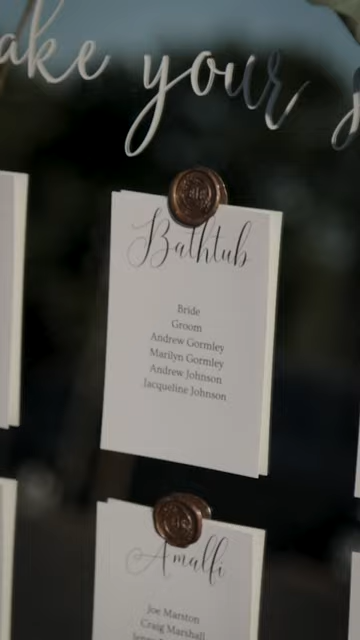 ake your s
Bathtub
Bride
Groom
Andrew Gormley
Marilyn Gormley
Andrew Johnson
Jacqueline Johnson
Amalfi
Joe Marston
Craig Marshall